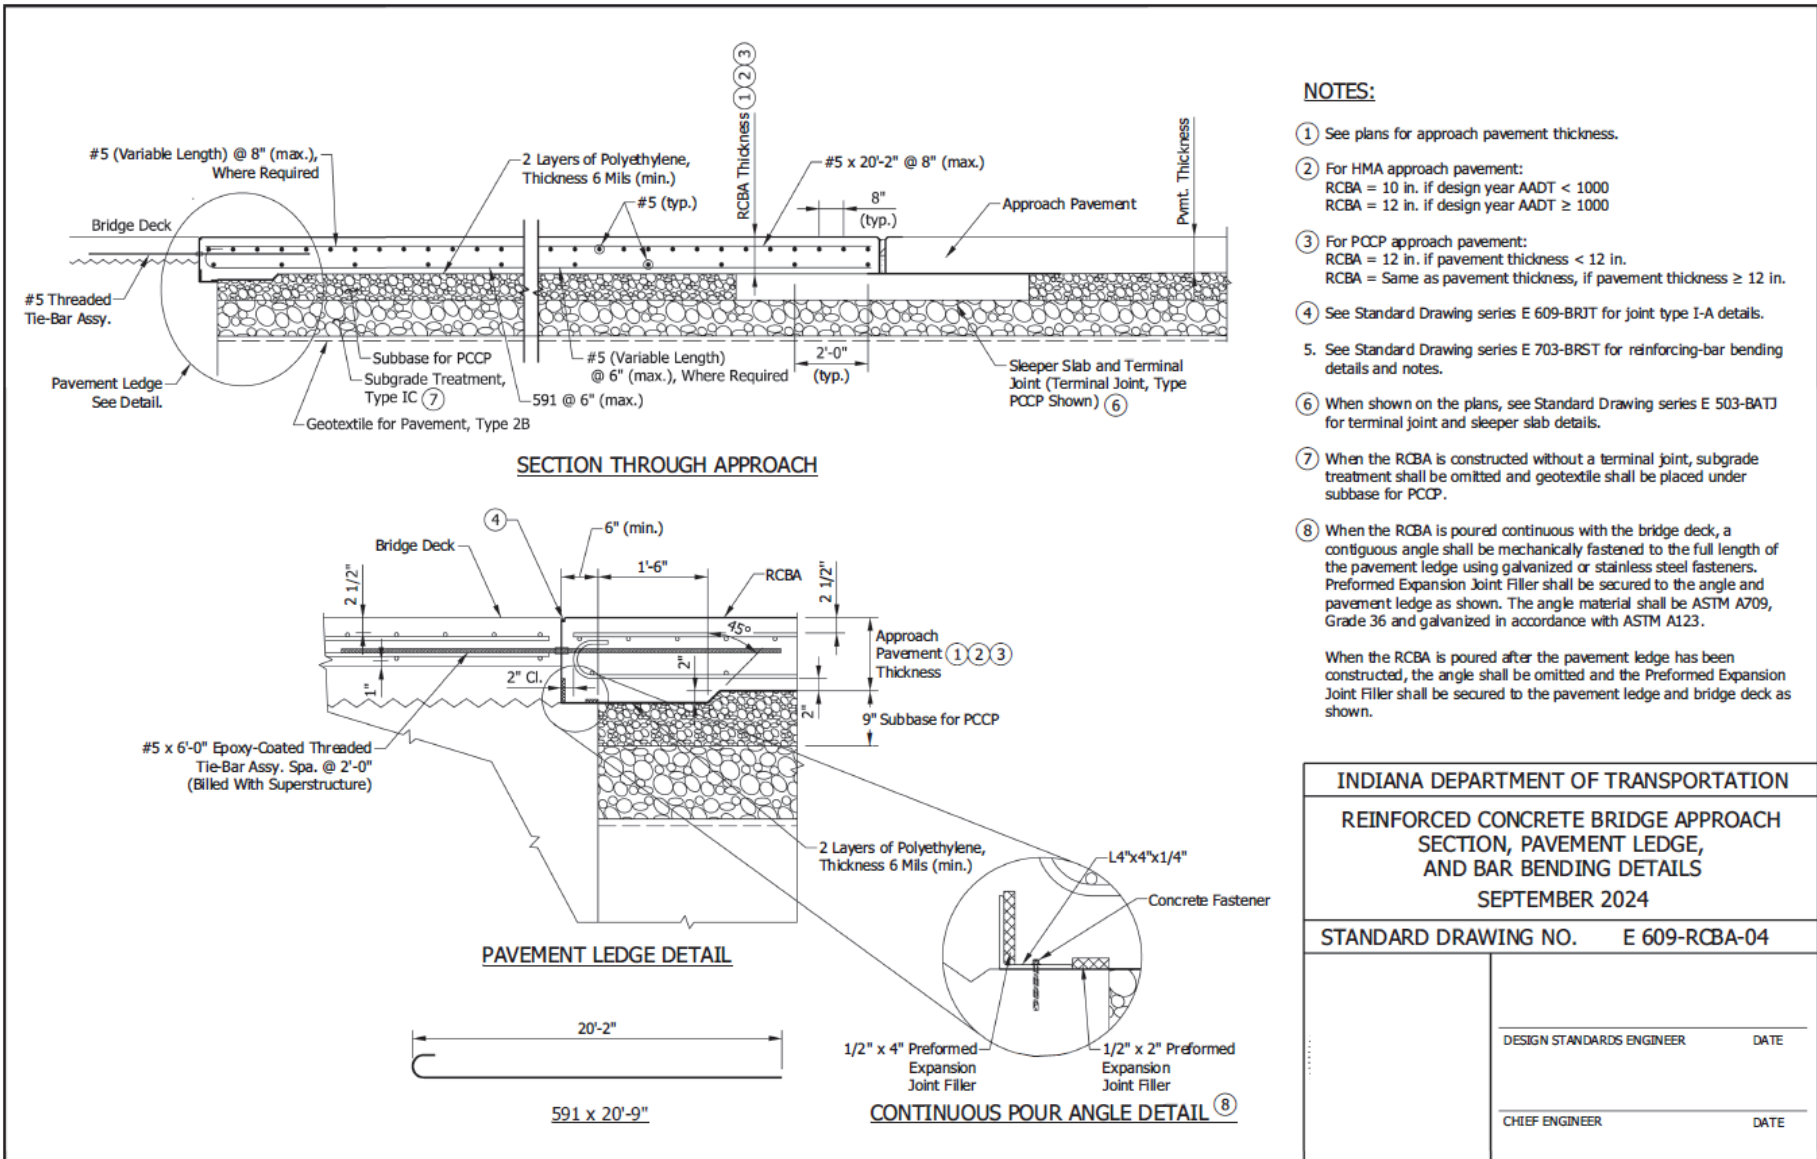 ① ② ③
RCBA Thickness
#5 (Variable Length) @ 8" (max.),
Where Required
2 Layers of Polyethylene,
Thickness 6 Mils (min.)
#5 (typ.)
#5 x 20'-2" @ 8" (max.)
8"
(typ.)
Approach Pavement
Pvmt. Thickness
Bridge Deck
#5 Threaded
Tie-Bar Assy.
Pavement Ledge
See Detail.
Subbase for PCCP
Subgrade Treatment,
Type IC ⑦
Geotextile for Pavement, Type 2B
591 @ 6" (max.)
#5 (Variable Length)
@ 6" (max.), Where Required
2'-0"
(typ.)
Sleeper Slab and Terminal
Joint (Terminal Joint, Type
PCCP Shown) ⑥
SECTION THROUGH APPROACH
④
6" (min.)
Bridge Deck
1'-6"
RCBA
2 1/2"
2 1/2"
45°
Approach
Pavement ① ② ③
Thickness
2"
2" Cl.
1"
2"
9" Subbase for PCCP
#5 x 6'-0" Epoxy-Coated Threaded
Tie-Bar Assy. Spa. @ 2'-0"
(Billed With Superstructure)
2 Layers of Polyethylene,
Thickness 6 Mils (min.)
PAVEMENT LEDGE DETAIL
L4"x4"x1/4"
Concrete Fastener
1/2" x 4" Preformed
Expansion
Joint Filler
1/2" x 2" Preformed
Expansion
Joint Filler
CONTINUOUS POUR ANGLE DETAIL ⑧
20'-2"
591 x 20'-9"
NOTES:
① See plans for approach pavement thickness.
② For HMA approach pavement:
RCBA = 10 in. if design year AADT < 1000
RCBA = 12 in. if design year AADT ≥ 1000
③ For PCCP approach pavement:
RCBA = 12 in. if pavement thickness < 12 in.
RCBA = Same as pavement thickness, if pavement thickness ≥ 12 in.
④ See Standard Drawing series E 609-BRJT for joint type I-A details.
5. See Standard Drawing series E 703-BRST for reinforcing-bar bending
details and notes.
⑥ When shown on the plans, see Standard Drawing series E 503-BATJ
for terminal joint and sleeper slab details.
⑦ When the RCBA is constructed without a terminal joint, subgrade
treatment shall be omitted and geotextile shall be placed under
subbase for PCCP.
⑧ When the RCBA is poured continuous with the bridge deck, a
contiguous angle shall be mechanically fastened to the full length of
the pavement ledge using galvanized or stainless steel fasteners.
Preformed Expansion Joint Filler shall be secured to the angle and
pavement ledge as shown. The angle material shall be ASTM A709,
Grade 36 and galvanized in accordance with ASTM A123.
When the RCBA is poured after the pavement ledge has been
constructed, the angle shall be omitted and the Preformed Expansion
Joint Filler shall be secured to the pavement ledge and bridge deck as
shown.
INDIANA DEPARTMENT OF TRANSPORTATION
REINFORCED CONCRETE BRIDGE APPROACH
SECTION, PAVEMENT LEDGE,
AND BAR BENDING DETAILS
SEPTEMBER 2024
STANDARD DRAWING NO. E 609-RCBA-04
DESIGN STANDARDS ENGINEER DATE
CHIEF ENGINEER DATE